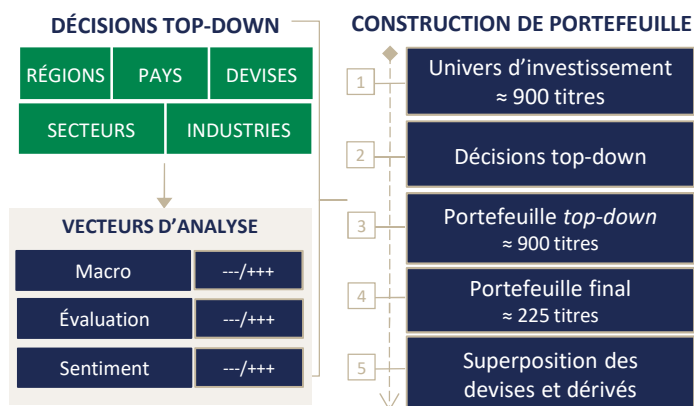 DÉCISIONS TOP-DOWN
RÉGIONS
PAYS
DEVISES
SECTEURS
INDUSTRIES
VECTEURS D’ANALYSE
Macro
---/+++
Évaluation
---/+++
Sentiment
---/+++
CONSTRUCTION DE PORTEFEUILLE
1
Univers d’investissement
≈ 900 titres
2
Décisions top-down
3
Portefeuille top-down
≈ 900 titres
4
Portefeuille final
≈ 225 titres
5
Superposition des
devises et dérivés